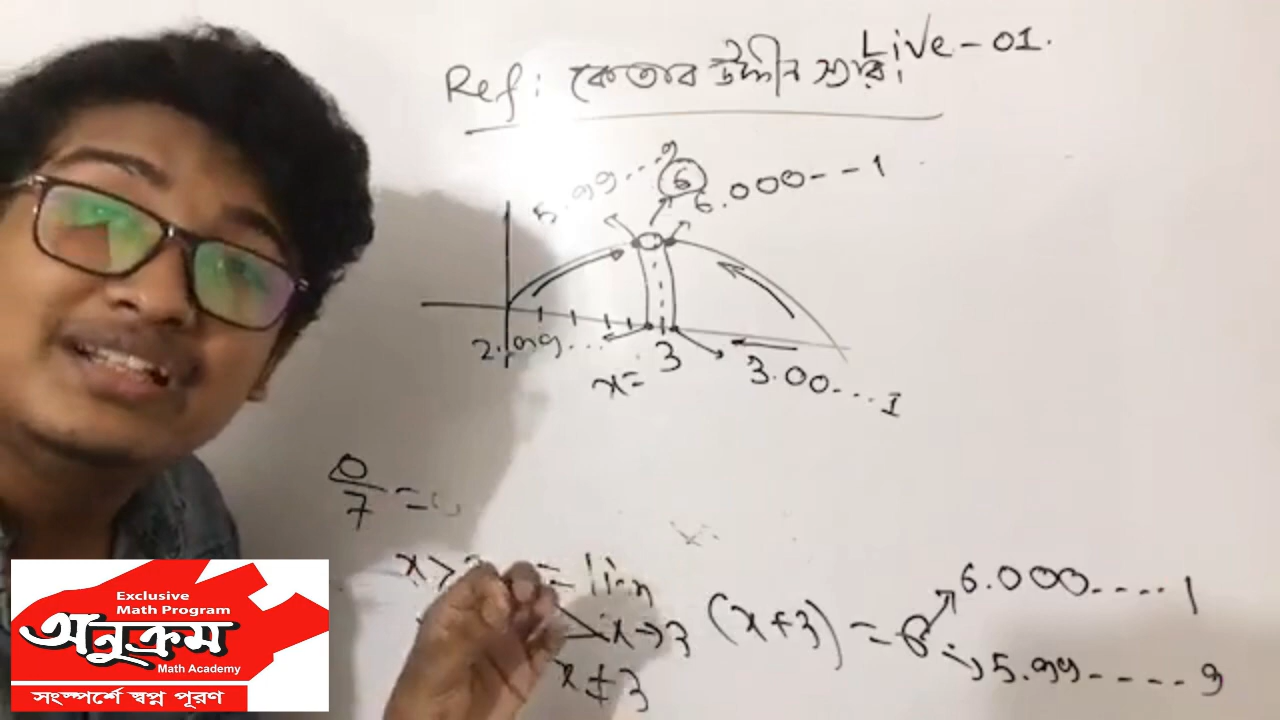 Live - 01.
Ref: কেতাব উদ্দীন স্যার।
5.99...9
6
6.000---1
2.99...
x= 3
3.00...1
0/7 =
= lim
x→3 (x+3) = 6
6.000....1
x≠3
5.99.....9
Exclusive
Math Program
অনুক্রম
Math Academy
সংস্পর্শে স্বপ্ন পূরণ